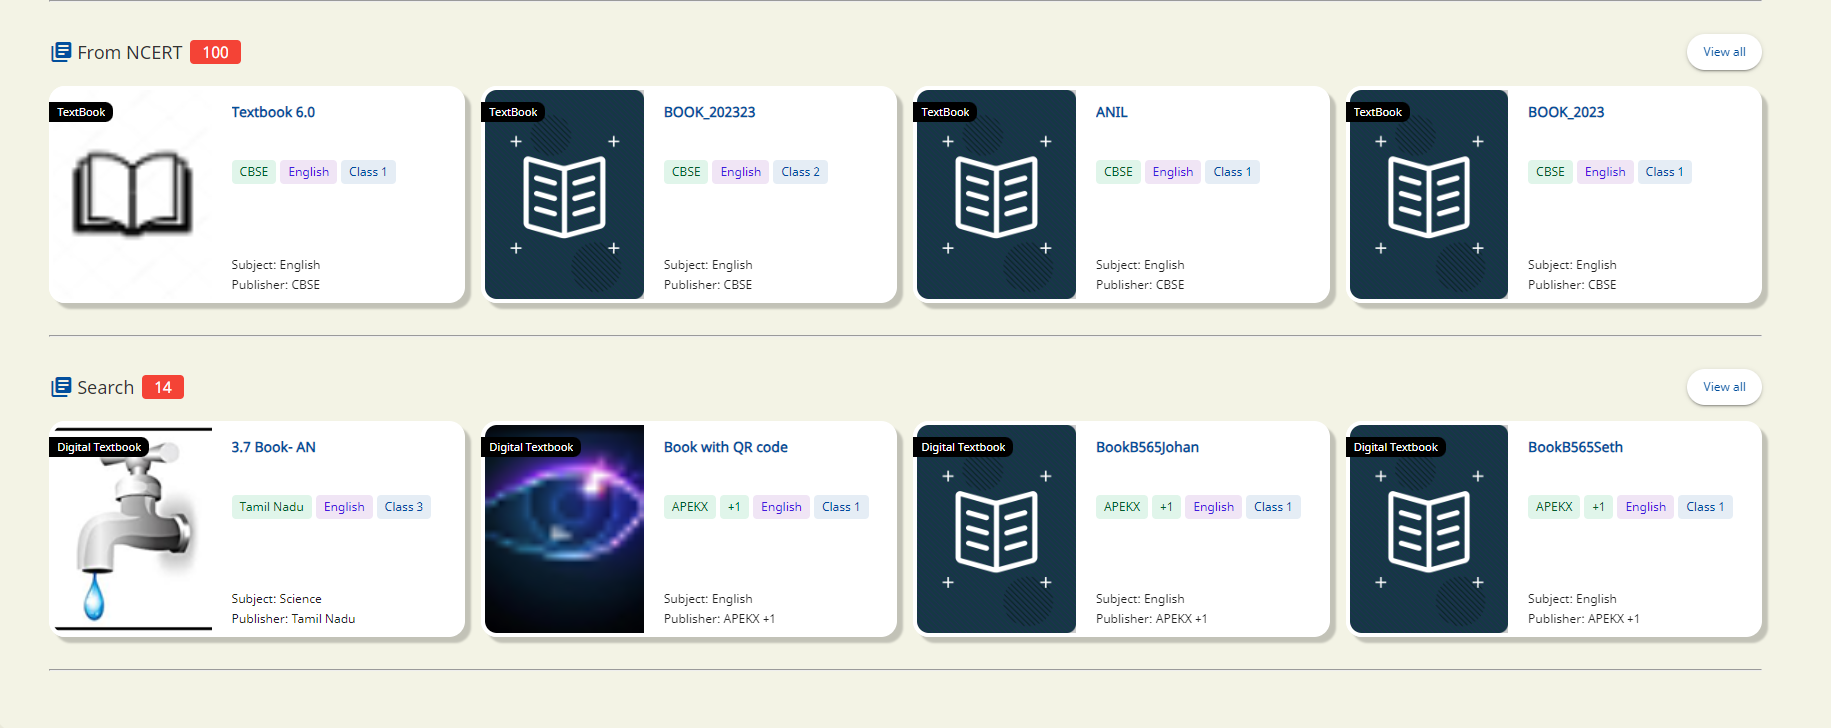 From NCERT 100 View all
TextBook
Textbook 6.0
CBSE English Class 1
Subject: English
Publisher: CBSE
TextBook
BOOK_202323
CBSE English Class 2
Subject: English
Publisher: CBSE
TextBook
ANIL
CBSE English Class 1
Subject: English
Publisher: CBSE
TextBook
BOOK_2023
CBSE English Class 1
Subject: English
Publisher: CBSE
Search 14 View all
Digital Textbook
3.7 Book- AN
Tamil Nadu English Class 3
Subject: Science
Publisher: Tamil Nadu
Digital Textbook
Book with QR code
APEKX +1 English Class 1
Subject: English
Publisher: APEKX +1
Digital Textbook
BookB565Johan
APEKX +1 English Class 1
Subject: English
Publisher: APEKX +1
Digital Textbook
BookB565Seth
APEKX +1 English Class 1
Subject: English
Publisher: APEKX +1